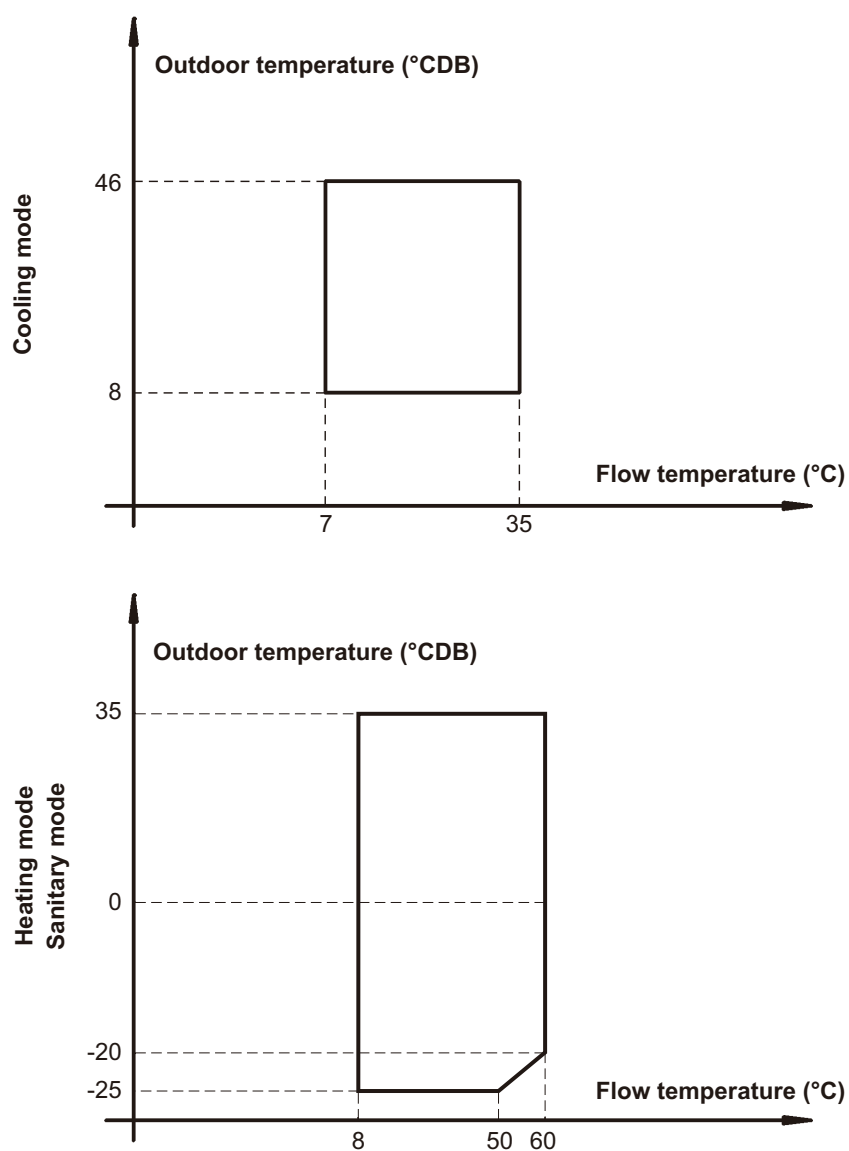 Outdoor temperature (°CDB)
Cooling mode
46
8
Flow temperature (°C)
7
35
Outdoor temperature (°CDB)
Heating mode
Sanitary mode
35
0
-20
-25
Flow temperature (°C)
8
50
60